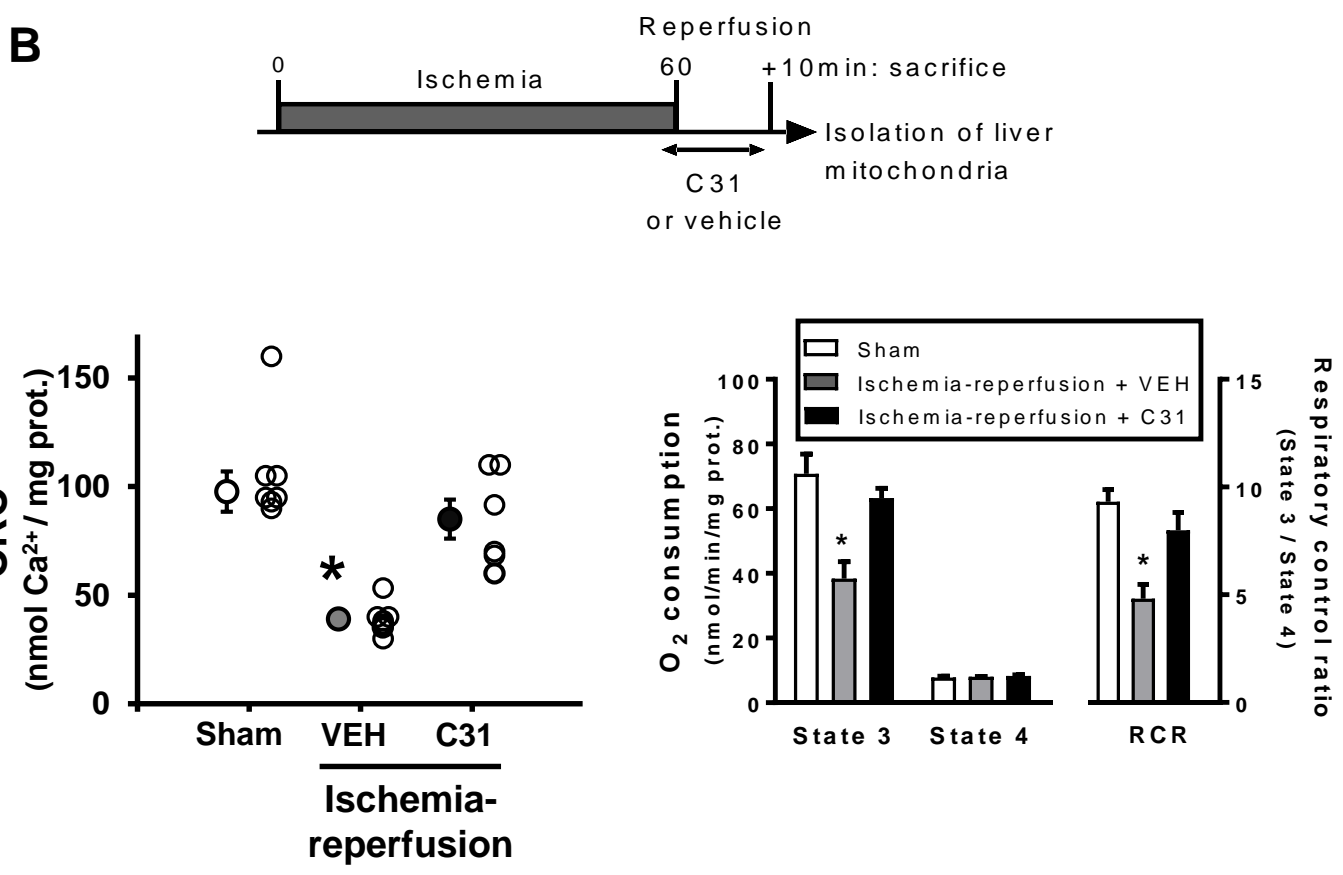 B
Reperfusion
0
Ischemia
60
+10min: sacrifice
Isolation of liver
mitochondria
C31
or vehicle
(nmol Ca²⁺/ mg prot.)
150
100
50
0
*
Sham
VEH
C31
Ischemia-
reperfusion
Sham
Ischemia-reperfusion + VEH
Ischemia-reperfusion + C31
O₂ consumption
(nmol/min/mg prot.)
100
80
60
40
20
0
*
*
State 3
State 4
RCR
15
10
5
0
Respiratory control ratio
(State 3 / State 4)